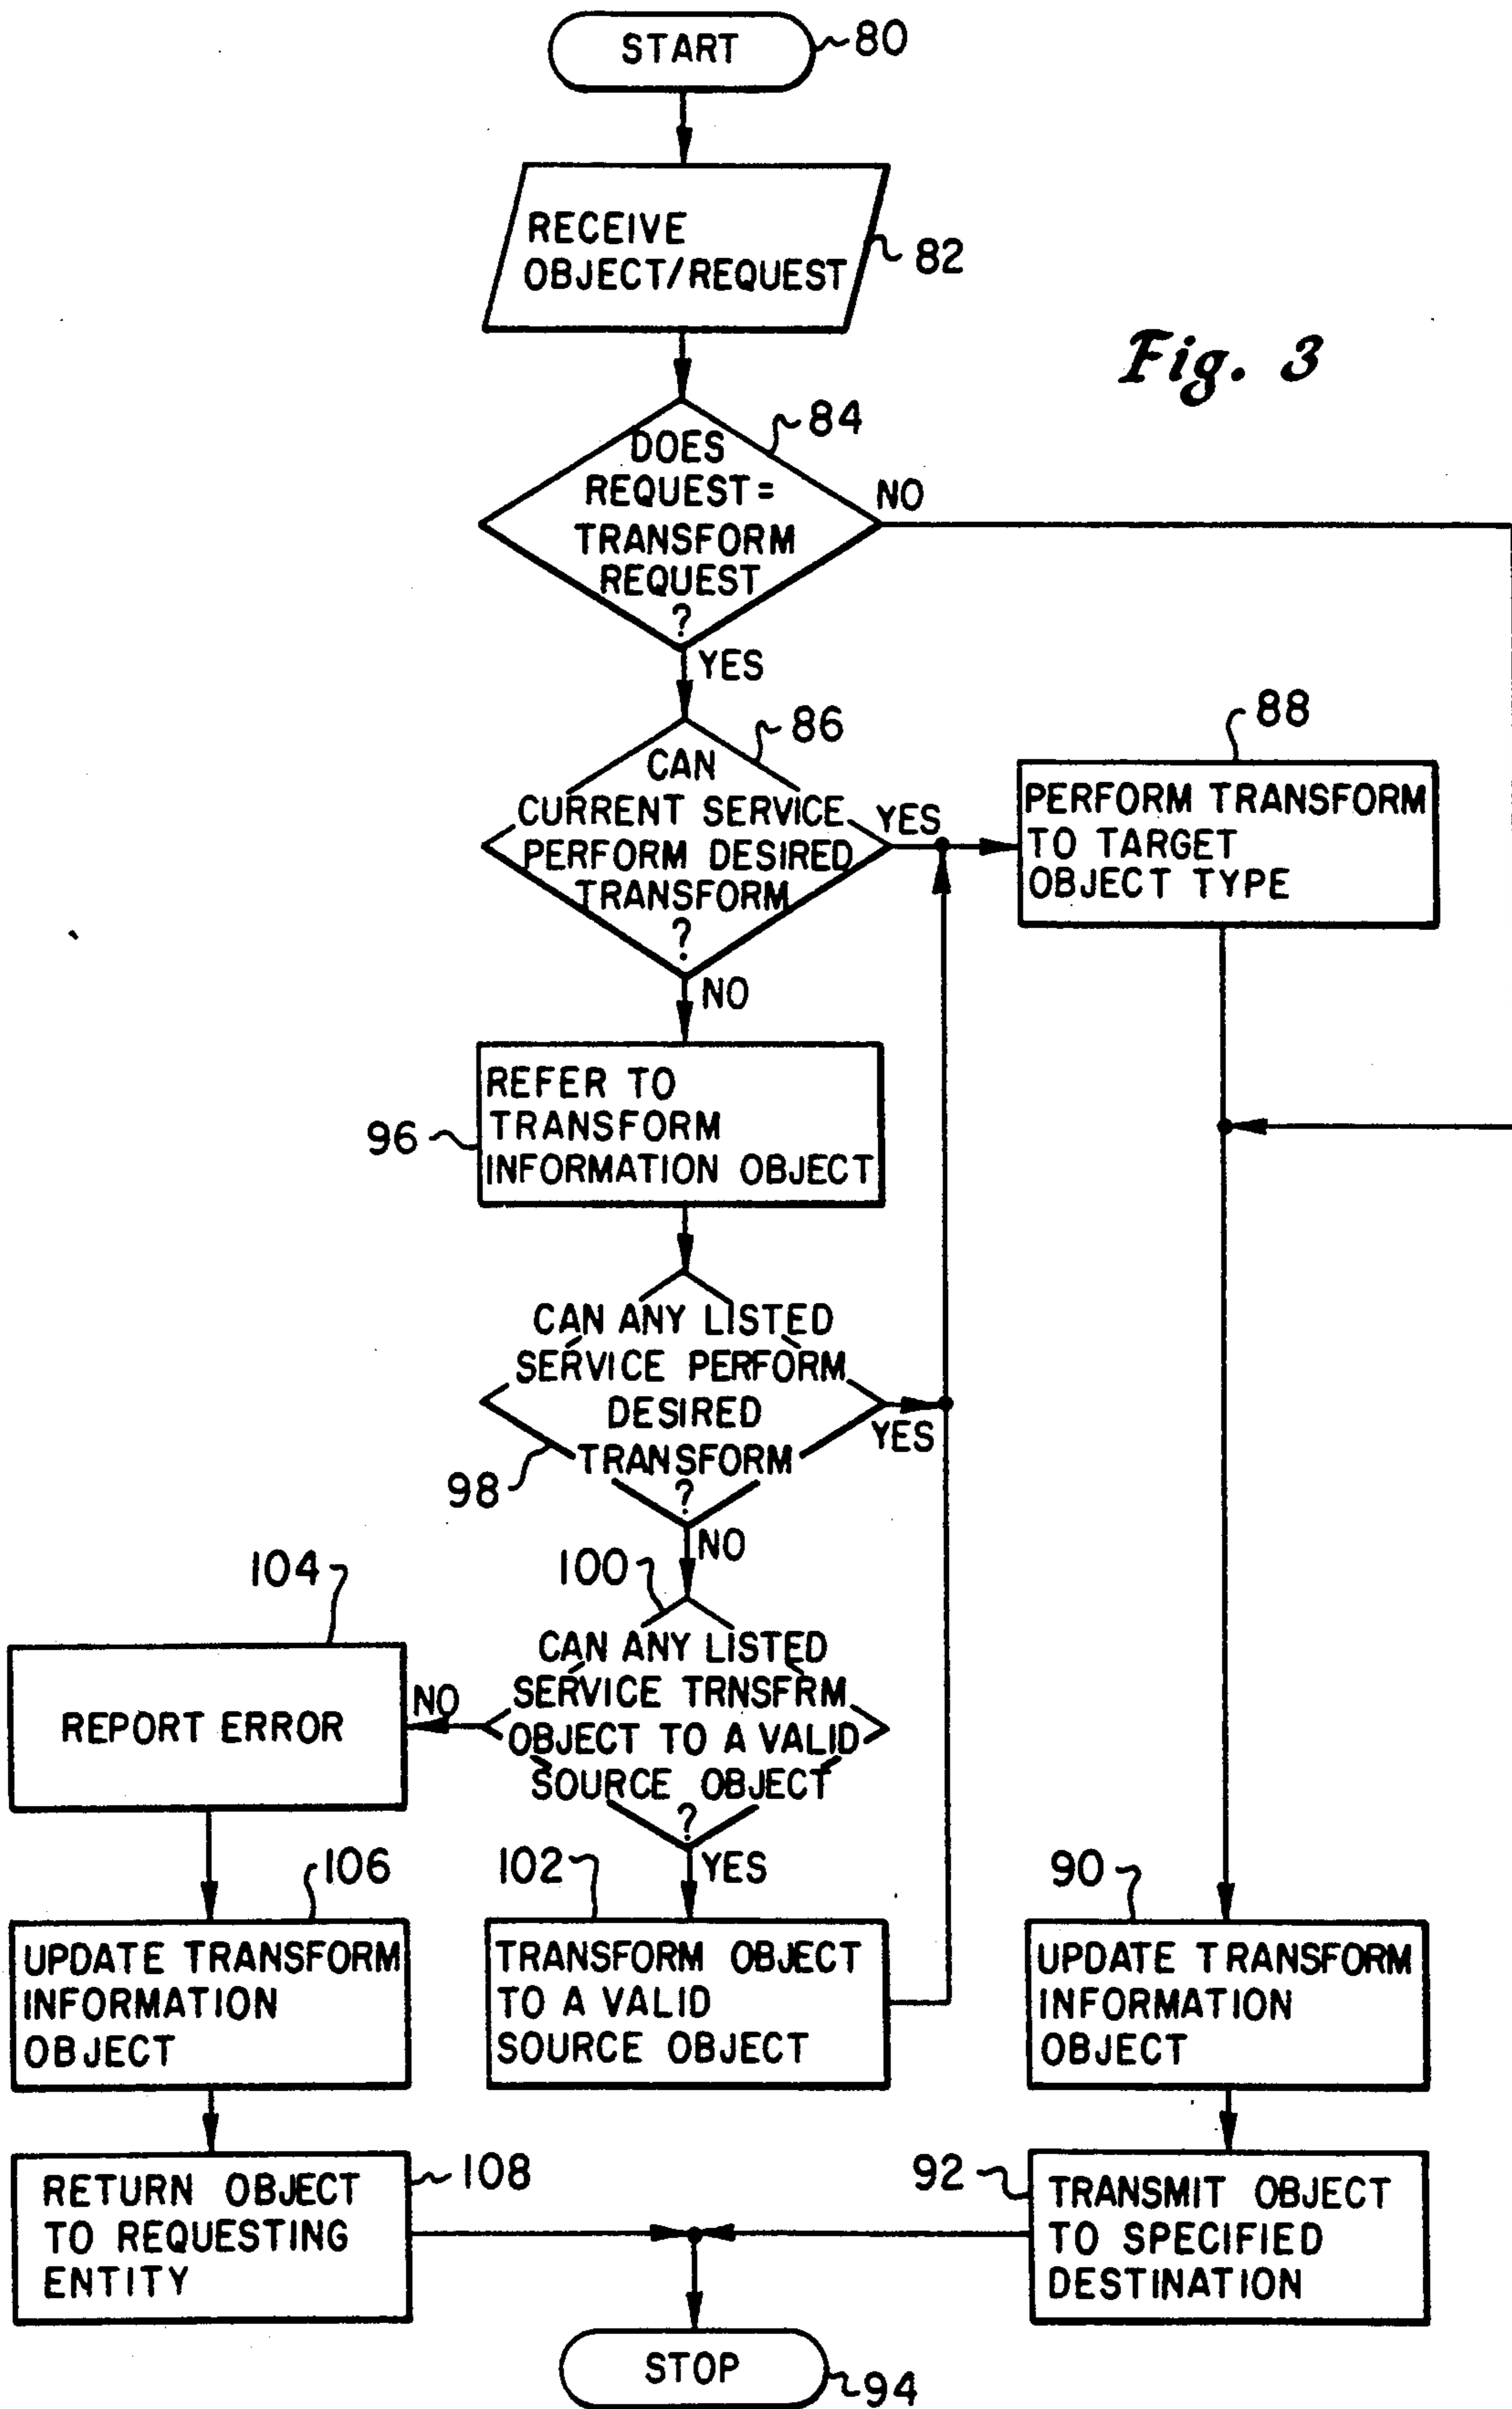 START
80
RECEIVE
OBJECT/REQUEST
82
Fig. 3
84
DOES
REQUEST =
TRANSFORM
REQUEST
?
NO
YES
86
CAN
CURRENT SERVICE
PERFORM DESIRED
TRANSFORM
?
YES
NO
88
PERFORM TRANSFORM
TO TARGET
OBJECT TYPE
96
REFER TO
TRANSFORM
INFORMATION OBJECT
CAN ANY LISTED
SERVICE PERFORM
DESIRED
TRANSFORM
?
98
YES
NO
100
CAN ANY LISTED
SERVICE TRNSFRM
OBJECT TO A VALID
SOURCE OBJECT
?
NO
YES
104
REPORT ERROR
106
UPDATE TRANSFORM
INFORMATION
OBJECT
102
TRANSFORM OBJECT
TO A VALID
SOURCE OBJECT
90
UPDATE TRANSFORM
INFORMATION
OBJECT
RETURN OBJECT
TO REQUESTING
ENTITY
108
92
TRANSMIT OBJECT
TO SPECIFIED
DESTINATION
STOP
94